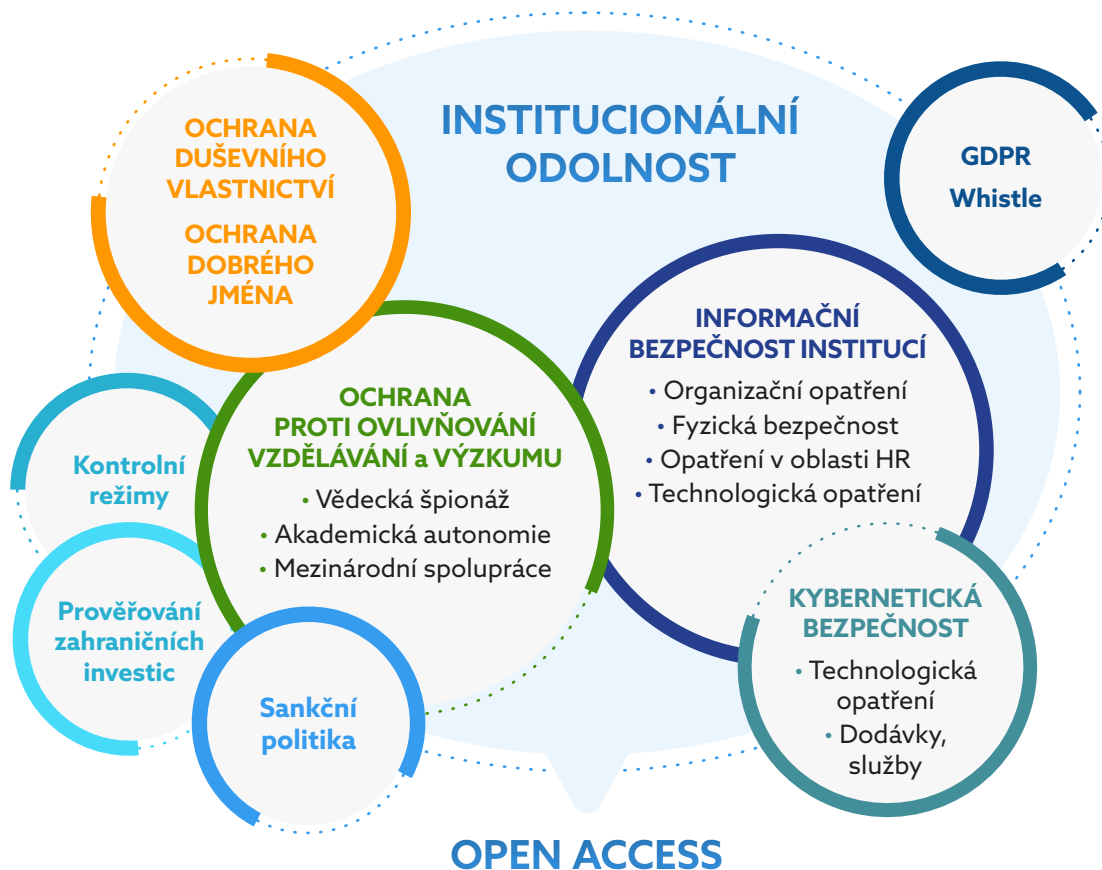 INSTITUCIONÁLNÍ
ODOLNOST
OCHRANA
DUŠEVNÍHO
VLASTNICTVÍ
OCHRANA
DOBRÉHO
JMÉNA
GDPR
Whistle
INFORMAČNÍ
BEZPEČNOST INSTITUCÍ
• Organizační opatření
• Fyzická bezpečnost
• Opatření v oblasti HR
• Technologická opatření
OCHRANA
PROTI OVLIVŇOVÁNÍ
VZDĚLÁVÁNÍ a VÝZKUMU
• Vědecká špionáž
• Akademická autonomie
• Mezinárodní spolupráce
Kontrolní
režimy
Prověřování
zahraničních
investic
Sankční
politika
KYBERNETICKÁ
BEZPEČNOST
• Technologická
opatření
• Dodávky,
služby
OPEN ACCESS